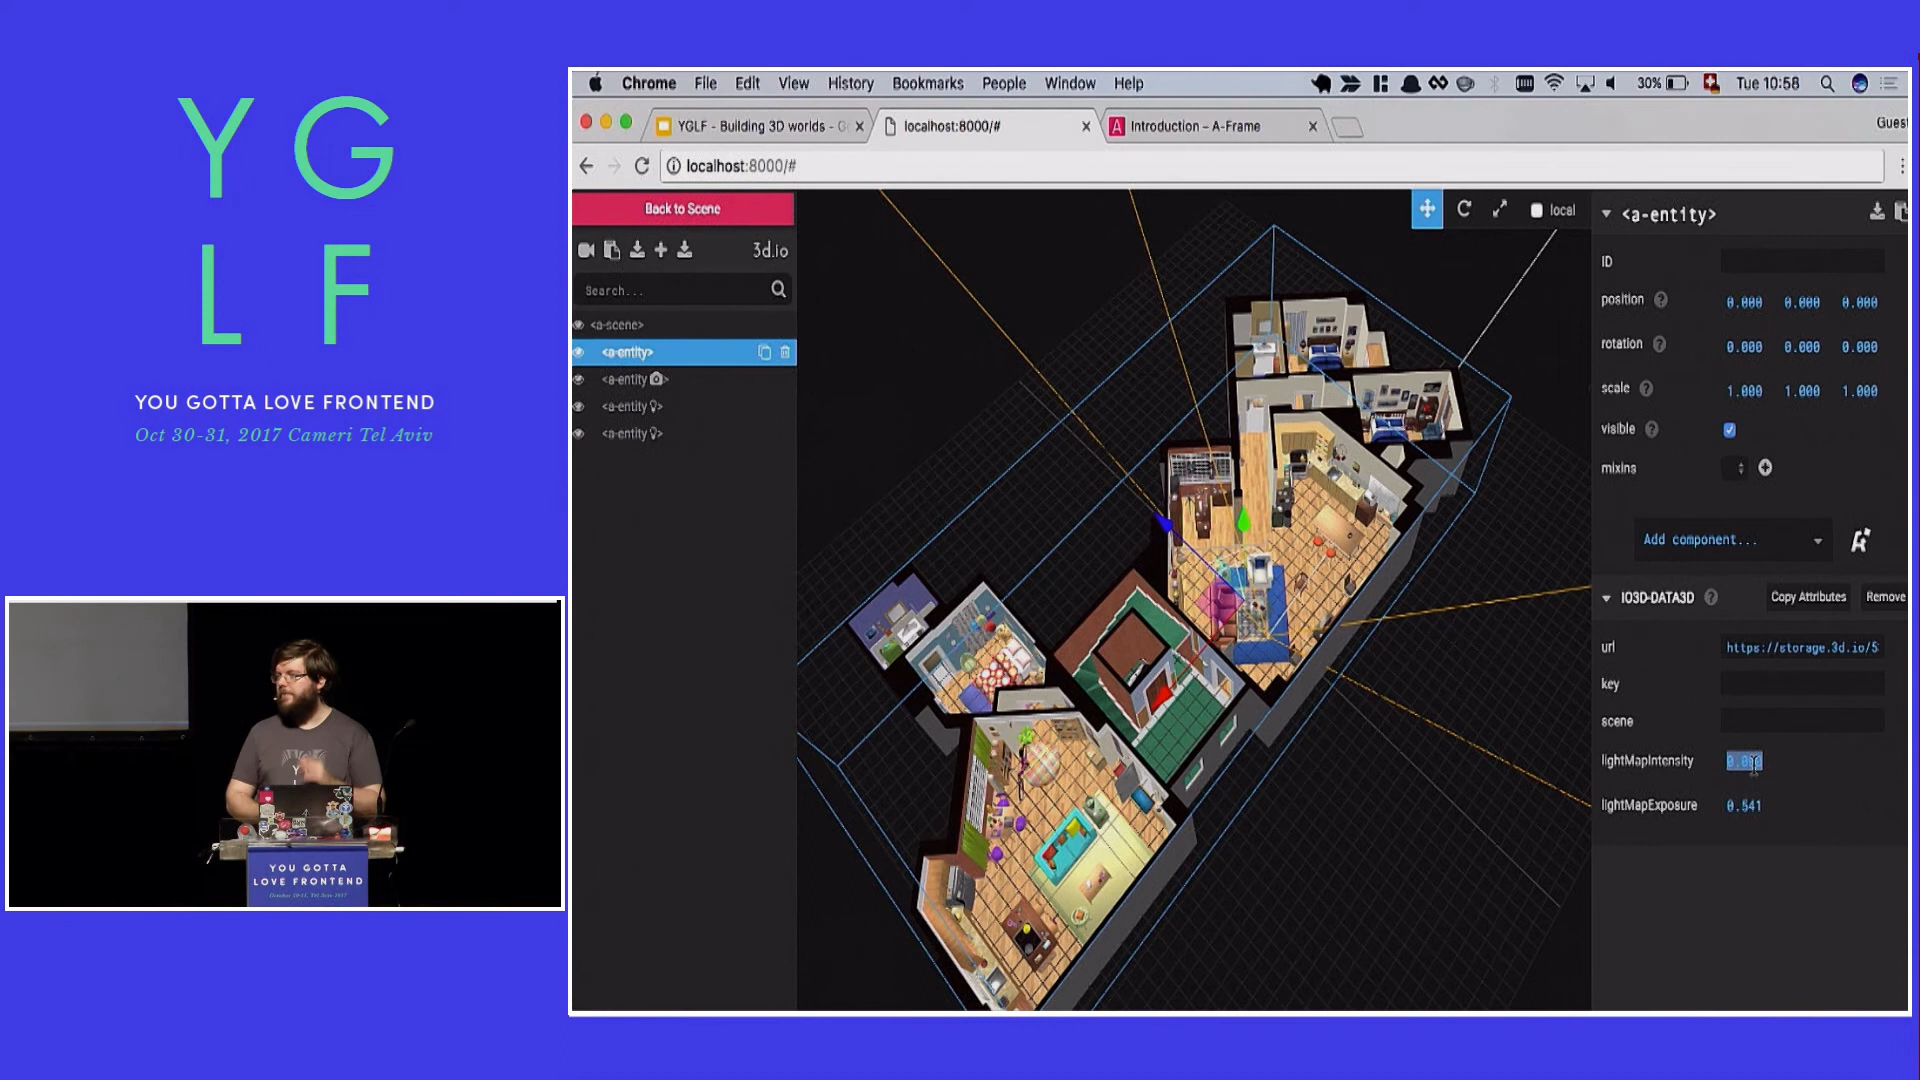 Y G
L F
YOU GOTTA LOVE FRONTEND
Oct 30-31, 2017 Cameri Tel Aviv
YOU GOTTA
LOVE FRONTEND
Chrome File Edit View History Bookmarks People Window Help 30% Tue 10:58
YGLF - Building 3D worlds - localhost:8000/# Introduction – A-Frame Guest
localhost:8000/#
Back to Scene
3d.io
Search...
<a-scene>
<a-entity>
<a-entity >
<a-entity >
<a-entity >
local
<a-entity>
ID
position 0.000 0.000 0.000
rotation 0.000 0.000 0.000
scale 1.000 1.000 1.000
visible
mixins
Add component...
IO3D-DATA3D Copy Attributes Remove
url https://storage.3d.io/5
key
scene
lightMapIntensity
lightMapExposure 0.541